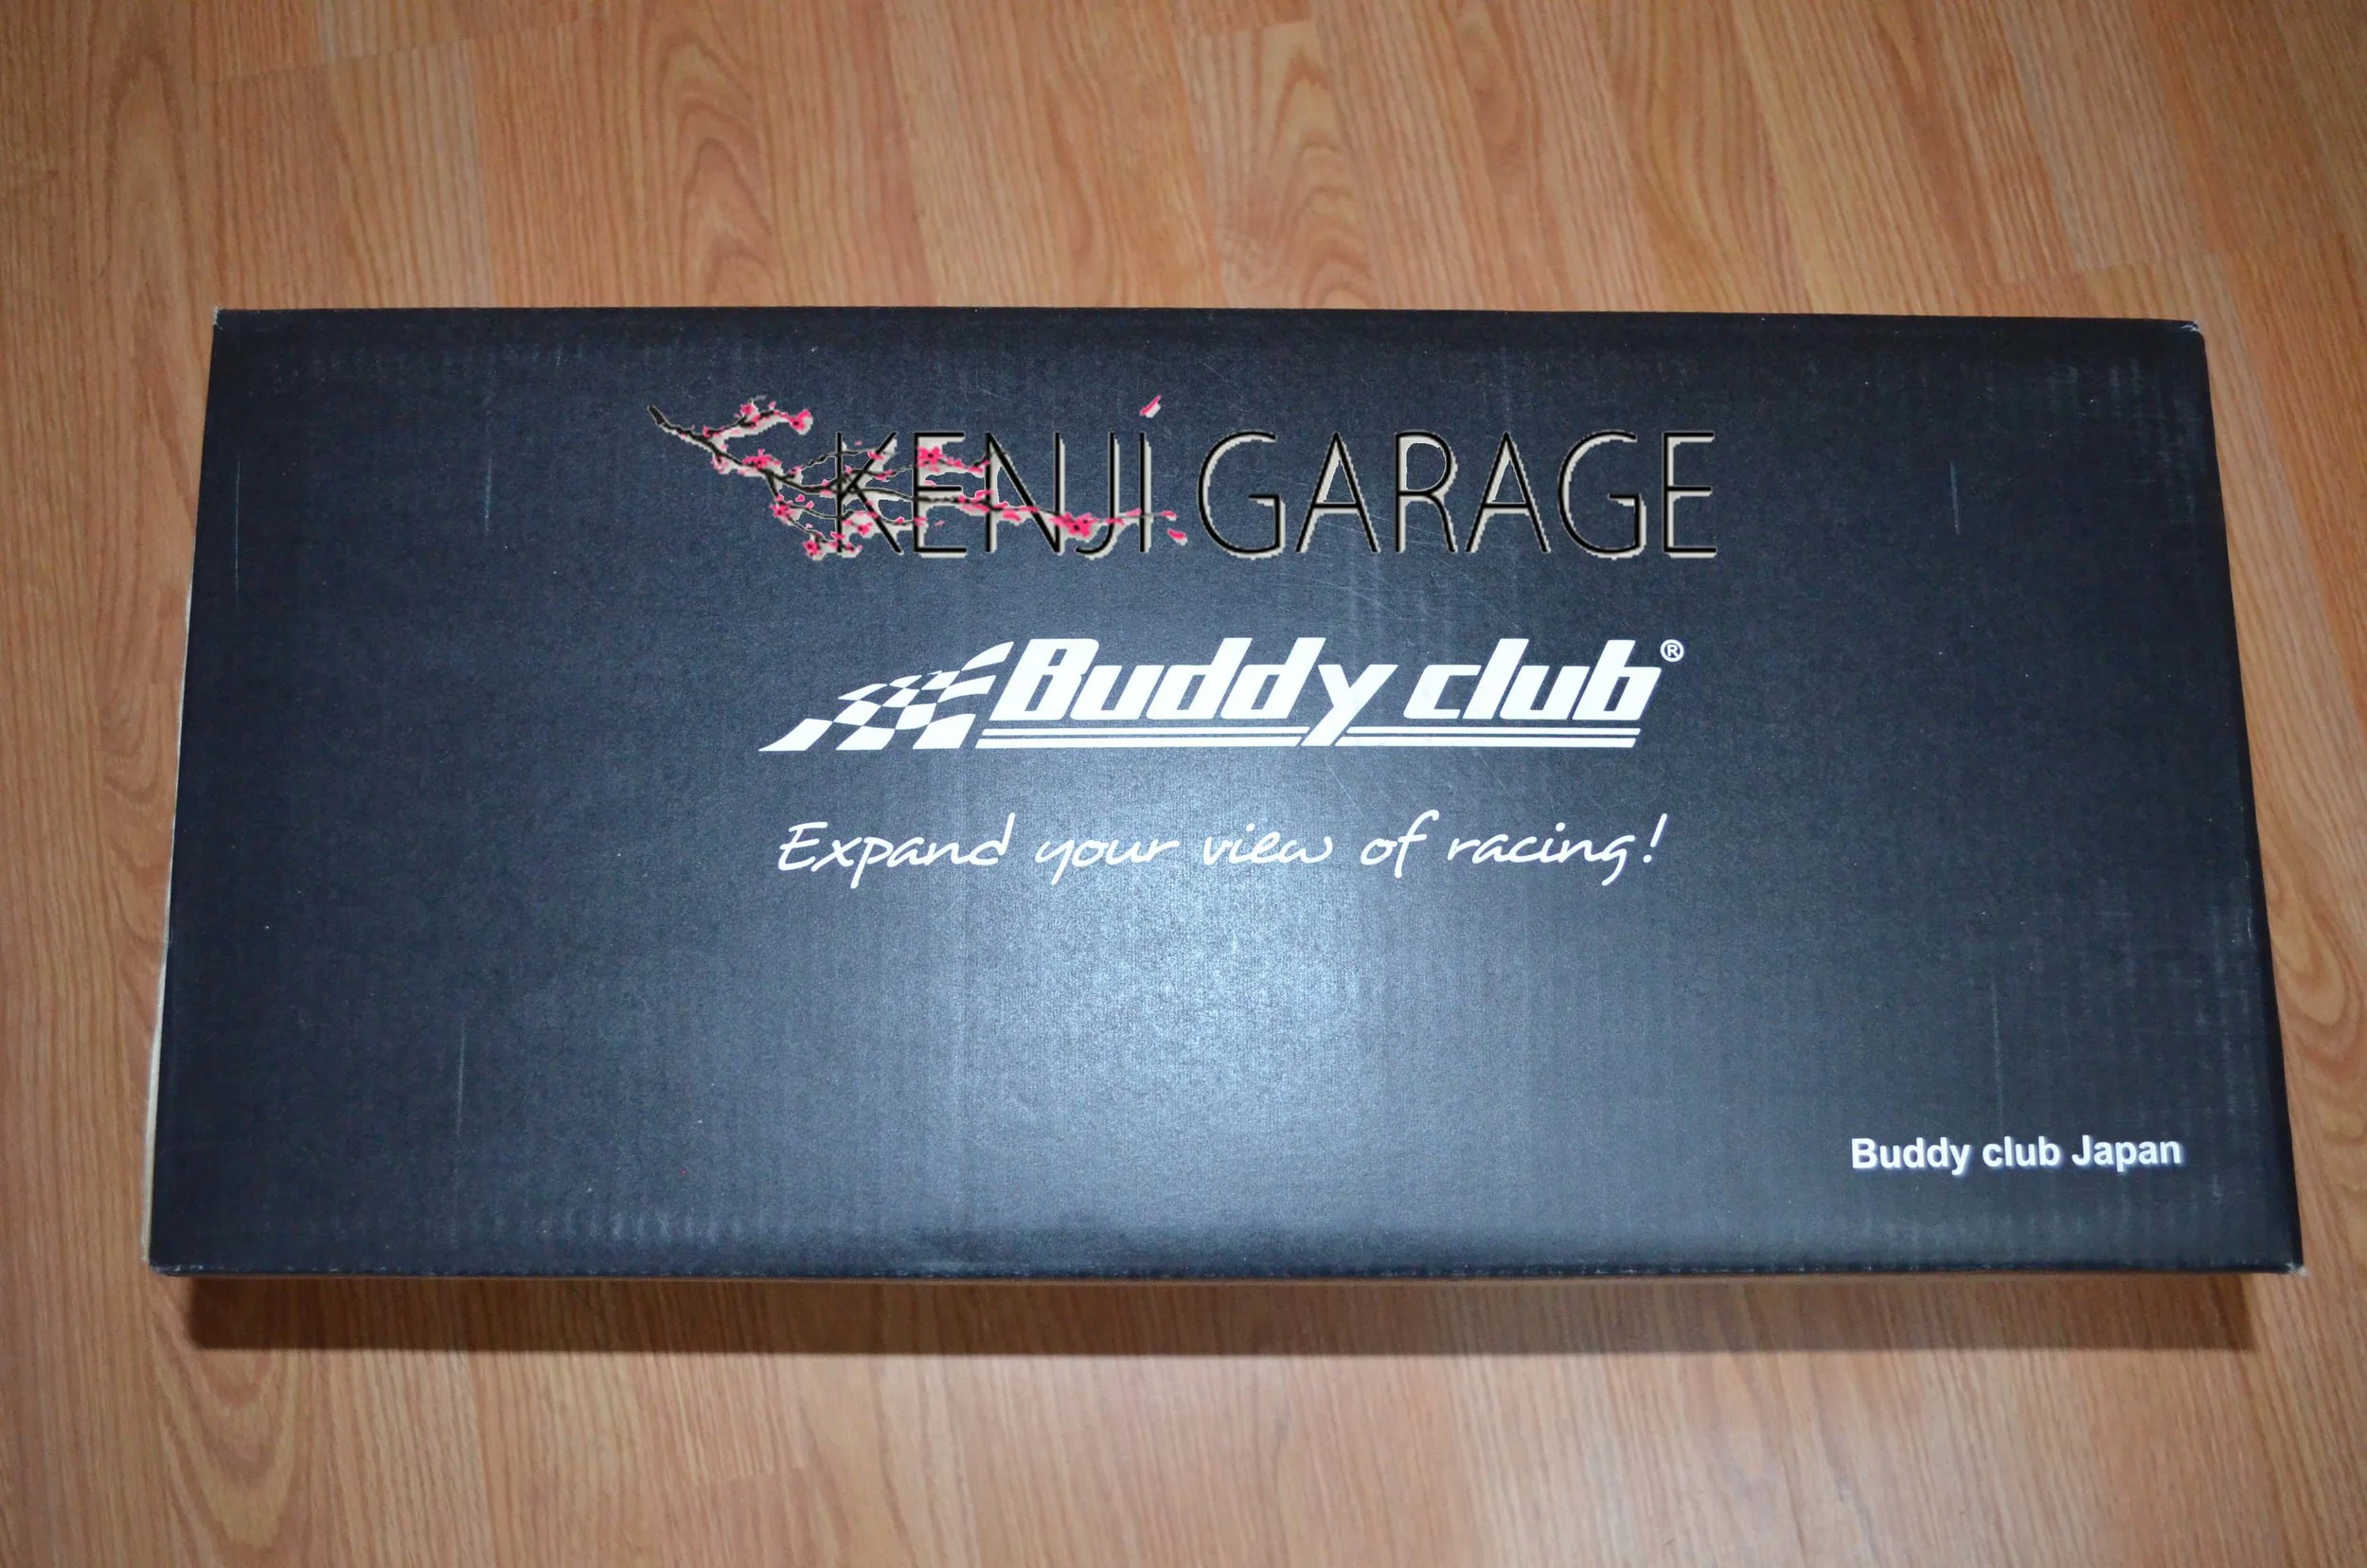 KENJI GARAGE
Buddy club®
Expand your view of racing!
Buddy club Japan